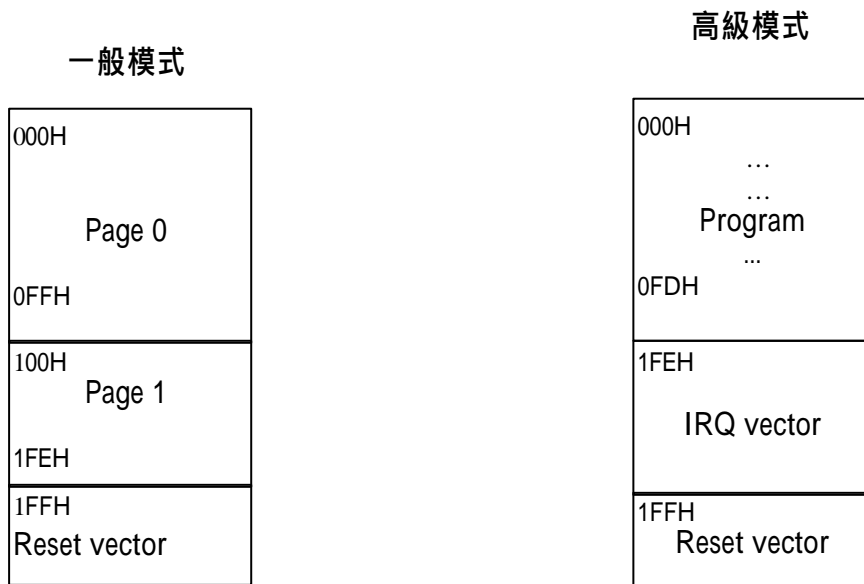 一般模式
000H
Page 0
0FFH
100H
Page 1
1FEH
1FFH
Reset vector
高級模式
000H
...
...
Program
...
0FDH
1FEH
IRQ vector
1FFH
Reset vector